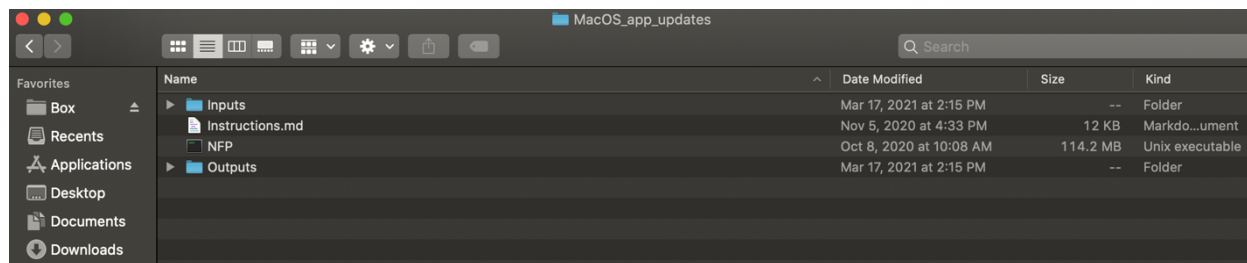 MacOS_app_updates
Search
Favorites
Name Date Modified Size Kind
Box
Inputs Mar 17, 2021 at 2:15 PM -- Folder
Recents
Instructions.md Nov 5, 2020 at 4:33 PM 12 KB Markdo...ument
NFP Oct 8, 2020 at 10:08 AM 114.2 MB Unix executable
Applications
Outputs Mar 17, 2021 at 2:15 PM -- Folder
Desktop
Documents
Downloads